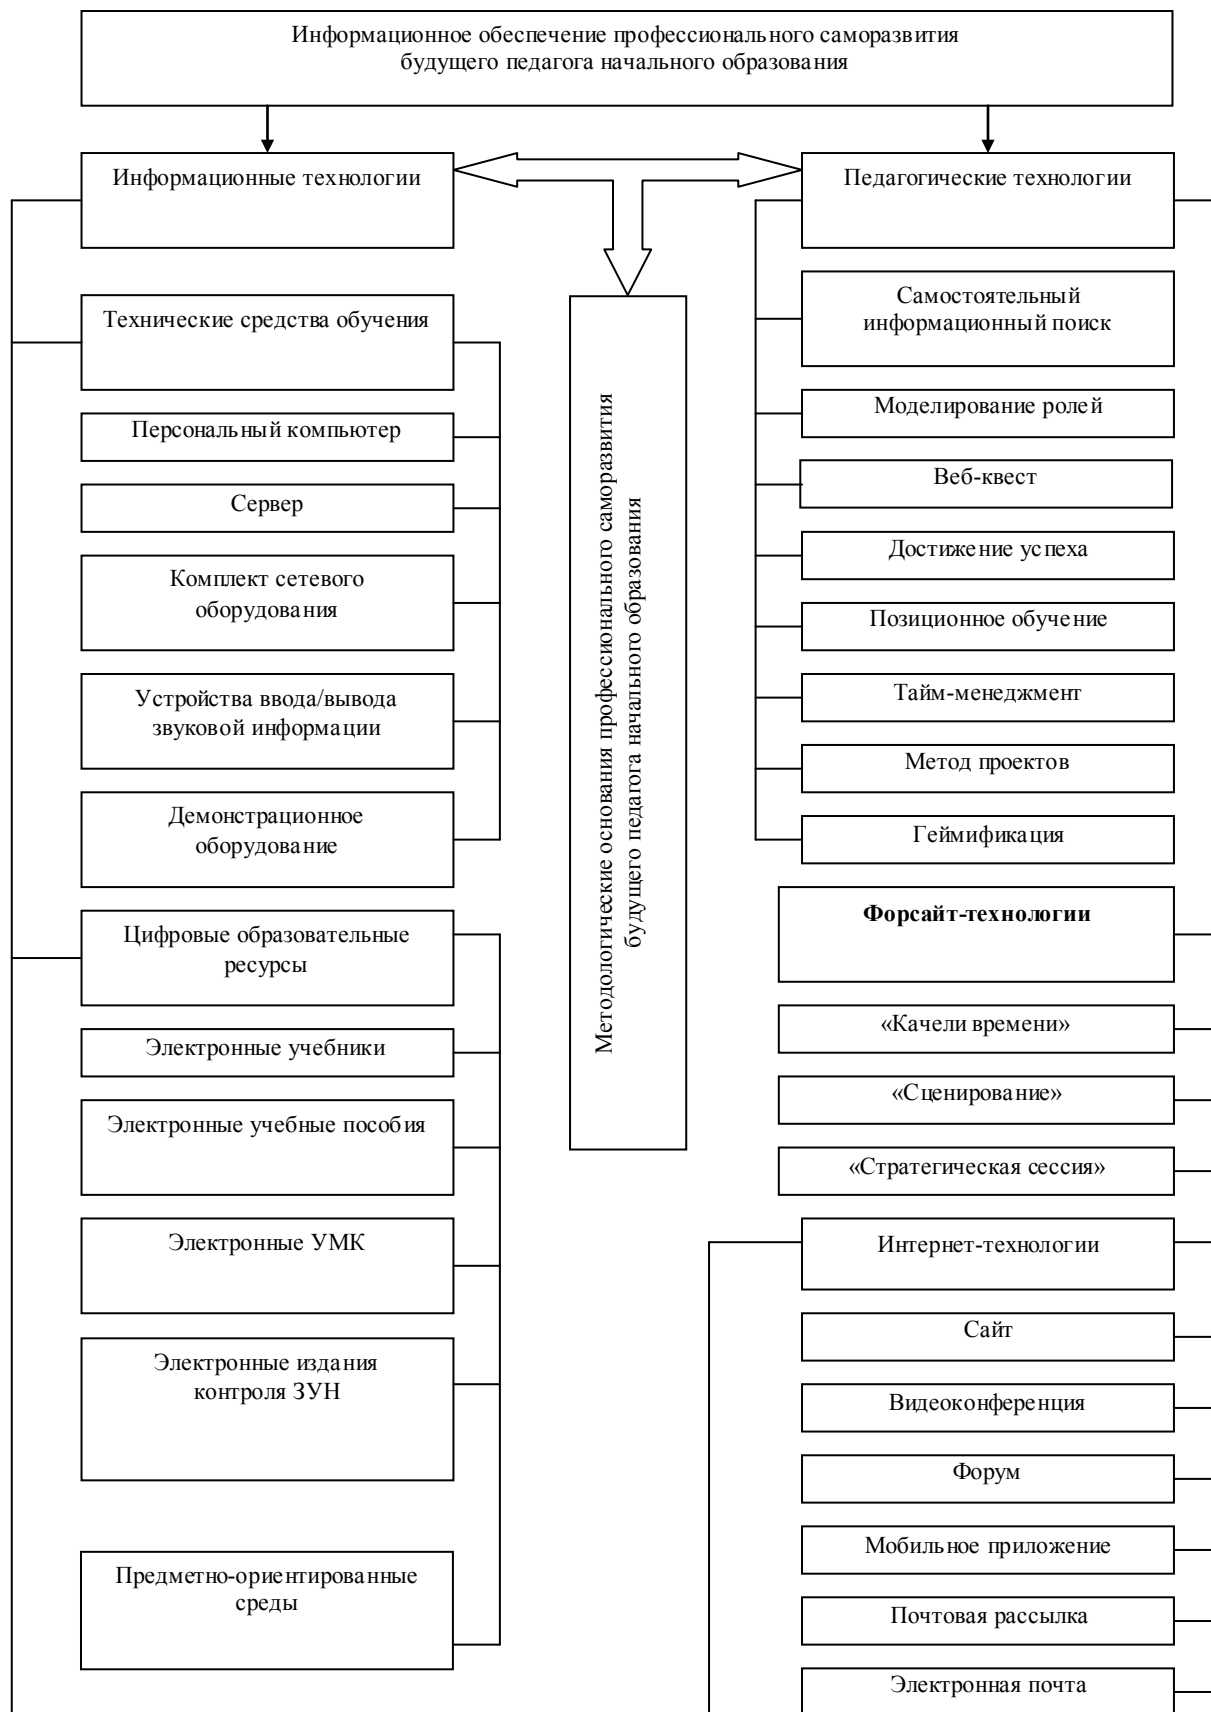 Информационное обеспечение профессионального саморазвития
будущего педагога начального образования
Информационные технологии
Технические средства обучения
Персональный компьютер
Сервер
Комплект сетевого
оборудования
Устройства ввода/вывода
звуковой информации
Демонстрационное
оборудование
Цифровые образовательные
ресурсы
Электронные учебники
Электронные учебные пособия
Электронные УМК
Электронные издания
контроля ЗУН
Предметно-ориентированные
среды
Методологические основания профессионального саморазвити
будущего педагога начального образования
Педагогические технологии
Самостоятельный
информационный поиск
Моделирование ролей
Веб-квест
Достижение успеха
Позиционное обучение
Тайм-менеджмент
Метод проектов
Геймификация
Форсайт-технологии
«Качели времени»
«Сценирование»
«Стратегическая сессия»
Интернет-технологии
Сайт
Видеоконференция
Форум
Мобильное приложение
Почтовая рассылка
Электронная почта